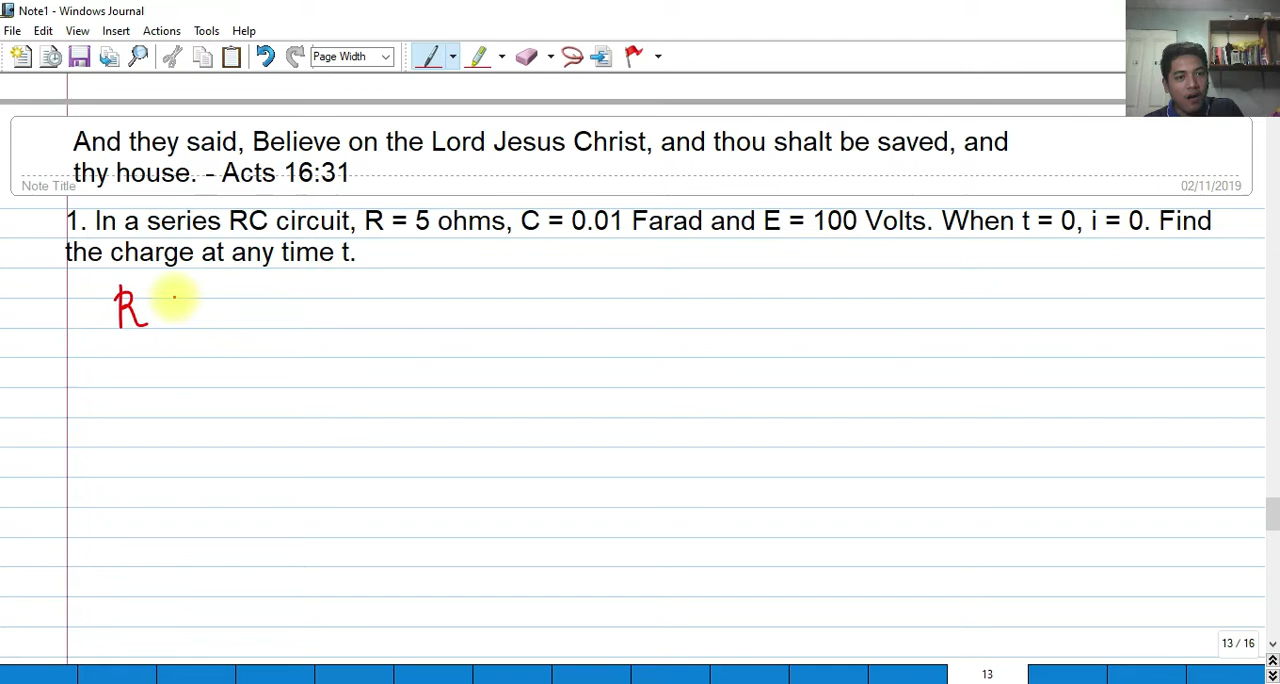 Note1 - Windows Journal
File Edit View Insert Actions Tools Help
Page Width
And they said, Believe on the Lord Jesus Christ, and thou shalt be saved, and
thy house. - Acts 16:31
Note Title
02/11/2019
1. In a series RC circuit, R = 5 ohms, C = 0.01 Farad and E = 100 Volts. When t = 0, i = 0. Find
the charge at any time t.
R
13 / 16
13